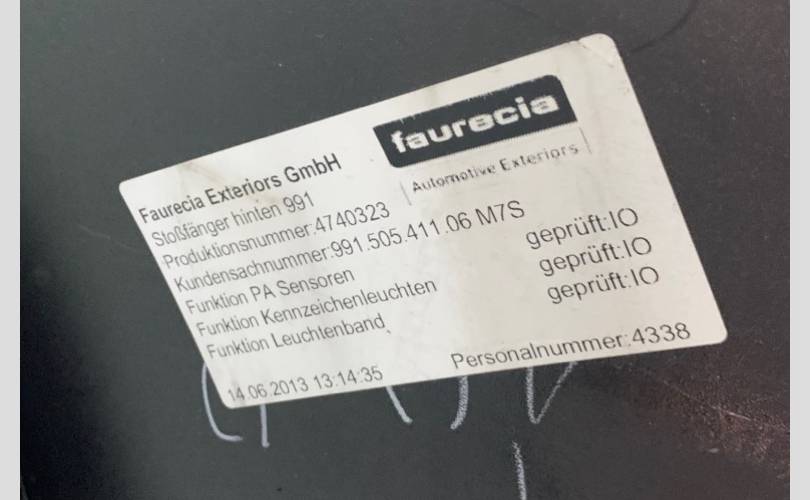 faurecia
Automotive Exteriors
Faurecia Exteriors GmbH
Stoßfänger hinten 991
Produktionsnummer:4740323
Kundensachnummer:991.505.411.06 M7S
Funktion PA Sensoren geprüft:IO
Funktion Kennzeichenleuchten geprüft:IO
Funktion Leuchtenband geprüft:IO
14.06.2013 13:14:35 Personalnummer:4338